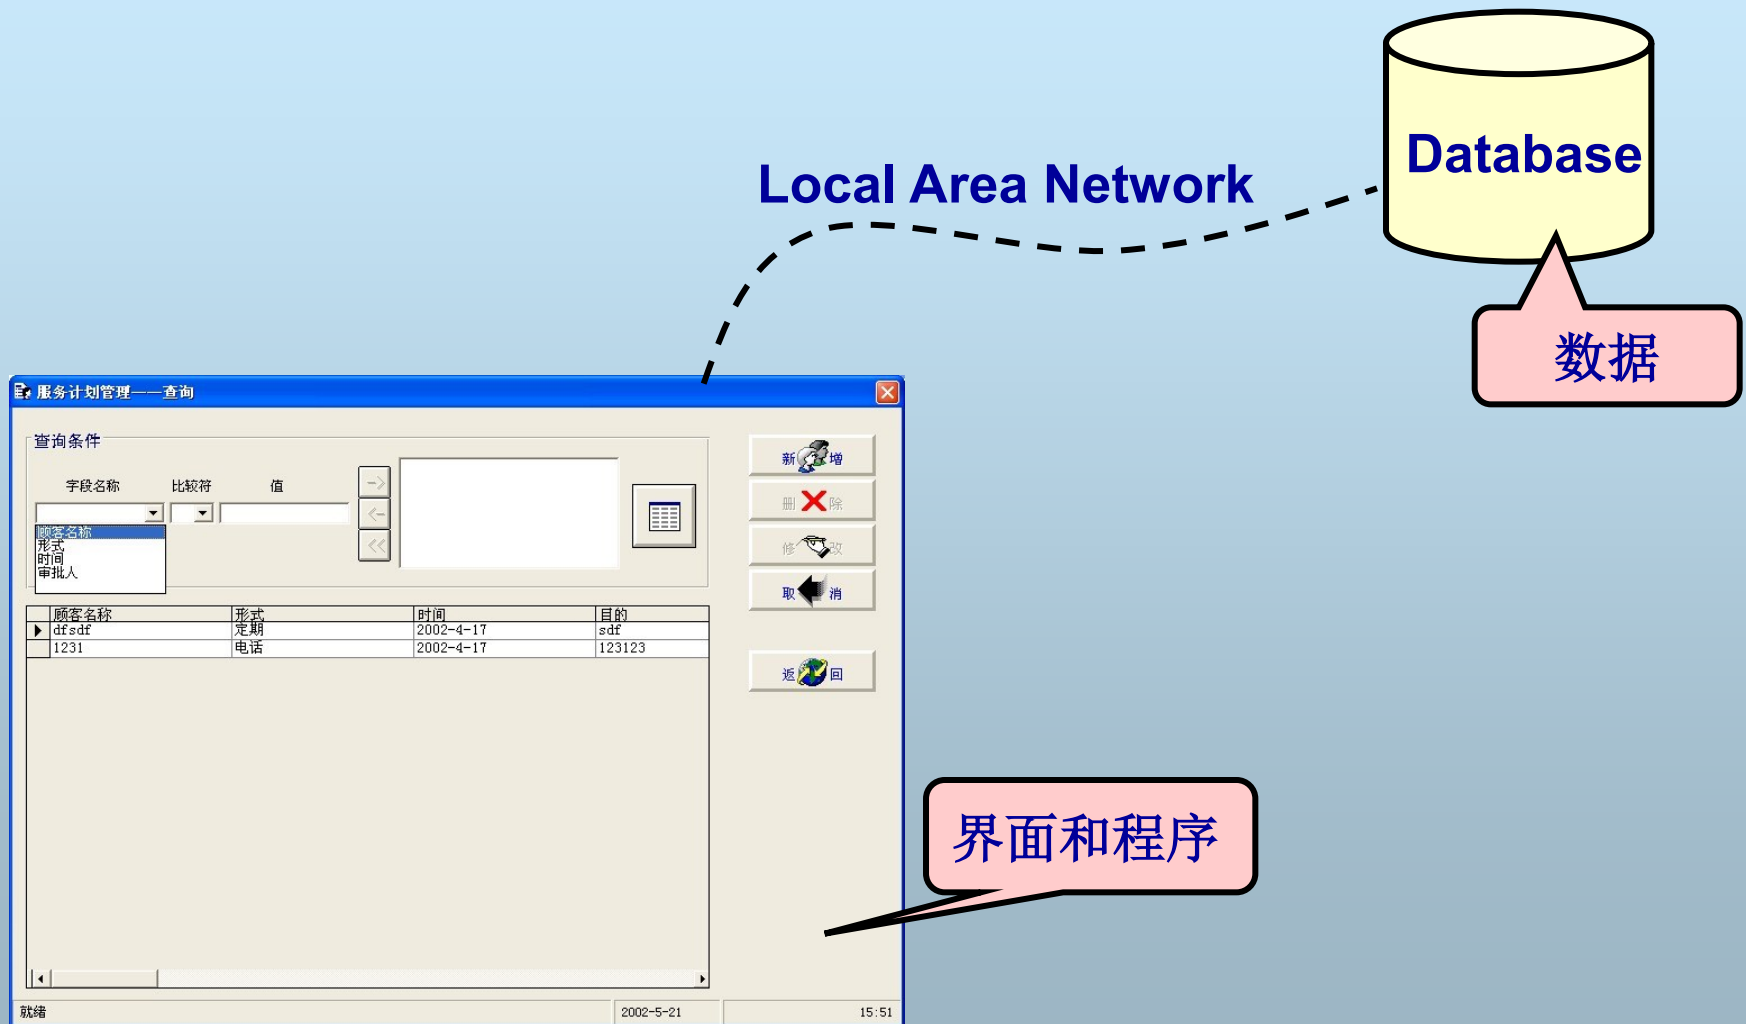 Database
Local Area Network
数据
服务计划管理——查询
查询条件
字段名称 比较符 值
->
<-
<<
顾客名称
形式
时间
审批人
新增
删除
修改
取消
返回
顾客名称 形式 时间 目的
dfsdf 定期 2002-4-17 sdf
1231 电话 2002-4-17 123123
界面和程序
就绪 2002-5-21 15:51